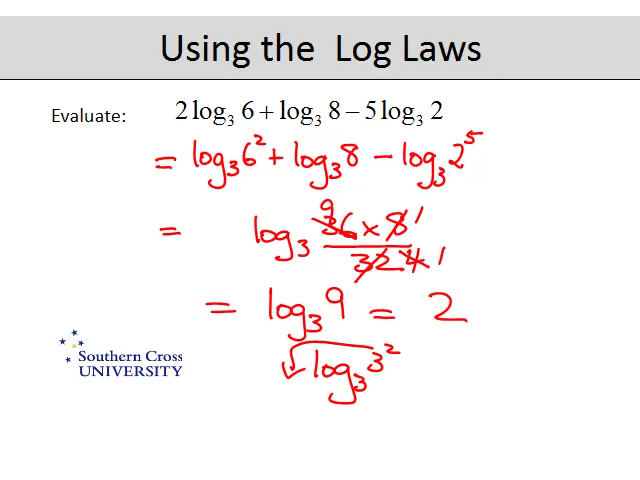 Using the Log Laws
Evaluate: 2 log₃ 6 + log₃ 8 − 5 log₃ 2
= log₃ 6² + log₃ 8 − log₃ 2⁵
9
= log₃ 36 × 8 1
32 4 1
= log₃ 9 = 2
log₃ 3²
Southern Cross
UNIVERSITY